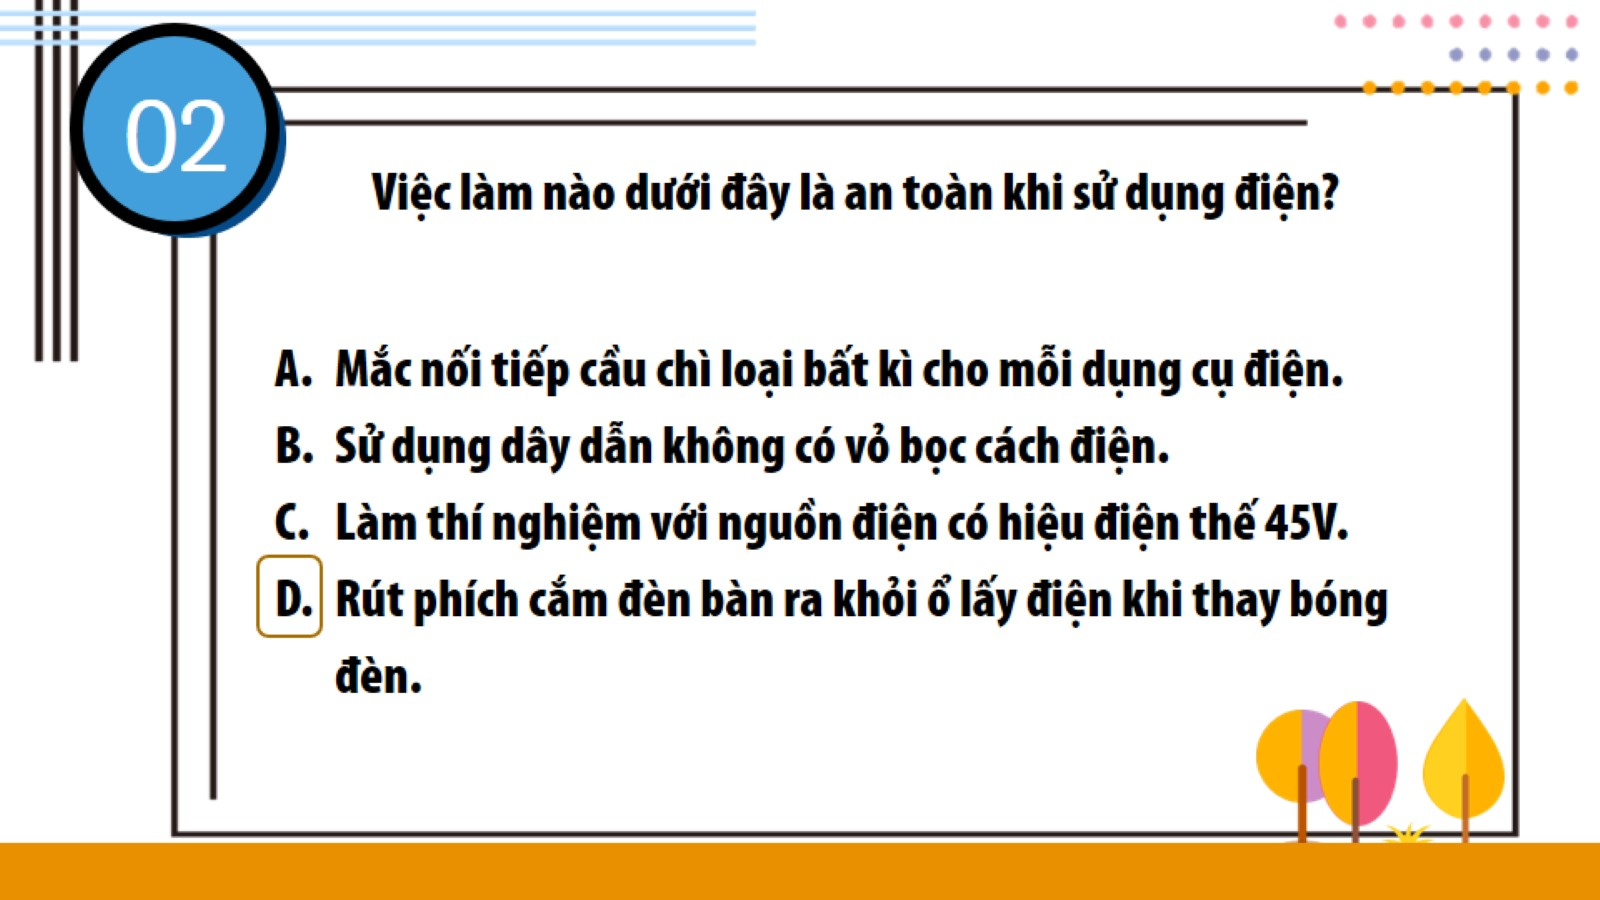 02
Việc làm nào dưới đây là an toàn khi sử dụng điện?
A. Mắc nối tiếp cầu chì loại bất kì cho mỗi dụng cụ điện.
B. Sử dụng dây dẫn không có vỏ bọc cách điện.
C. Làm thí nghiệm với nguồn điện có hiệu điện thế 45V.
D. Rút phích cắm đèn bàn ra khỏi ổ lấy điện khi thay bóng
đèn.